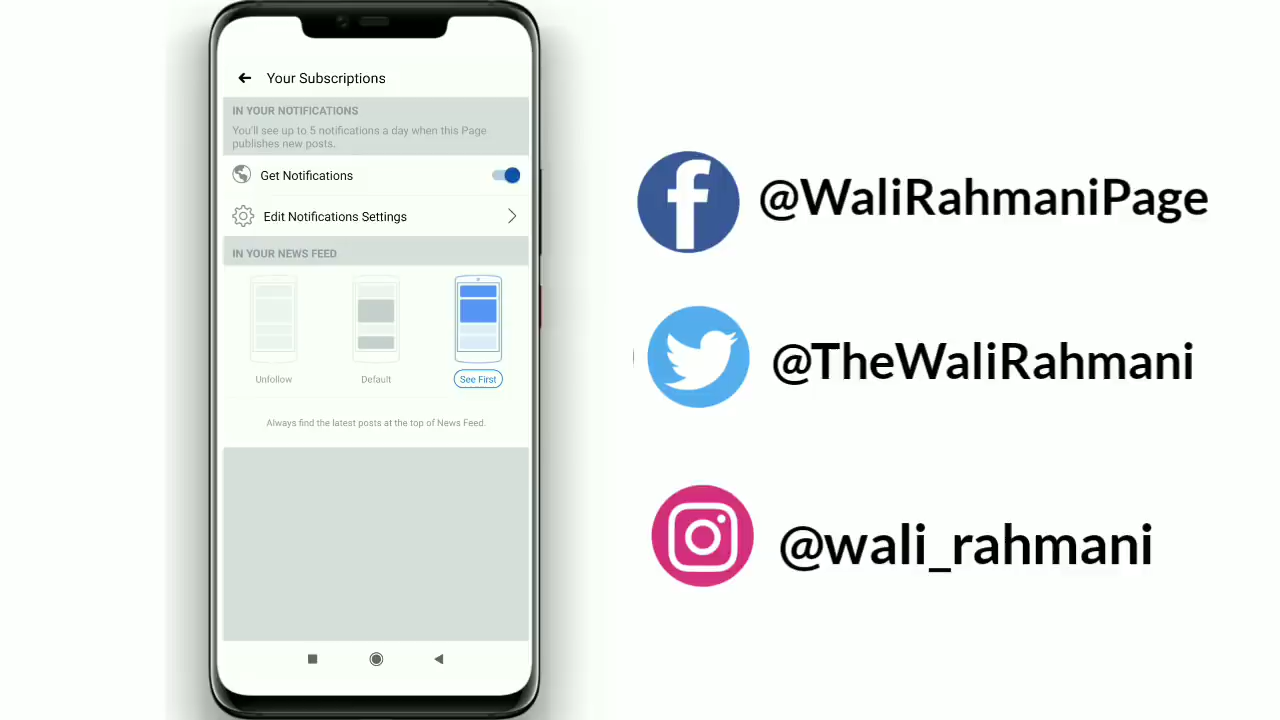 Your Subscriptions
IN YOUR NOTIFICATIONS
You'll see up to 5 notifications a day when this Page
publishes new posts.
Get Notifications
Edit Notifications Settings
IN YOUR NEWS FEED
Unfollow
Default
See First
Always find the latest posts at the top of News Feed.
@WaliRahmaniPage
@TheWaliRahmani
@wali_rahmani